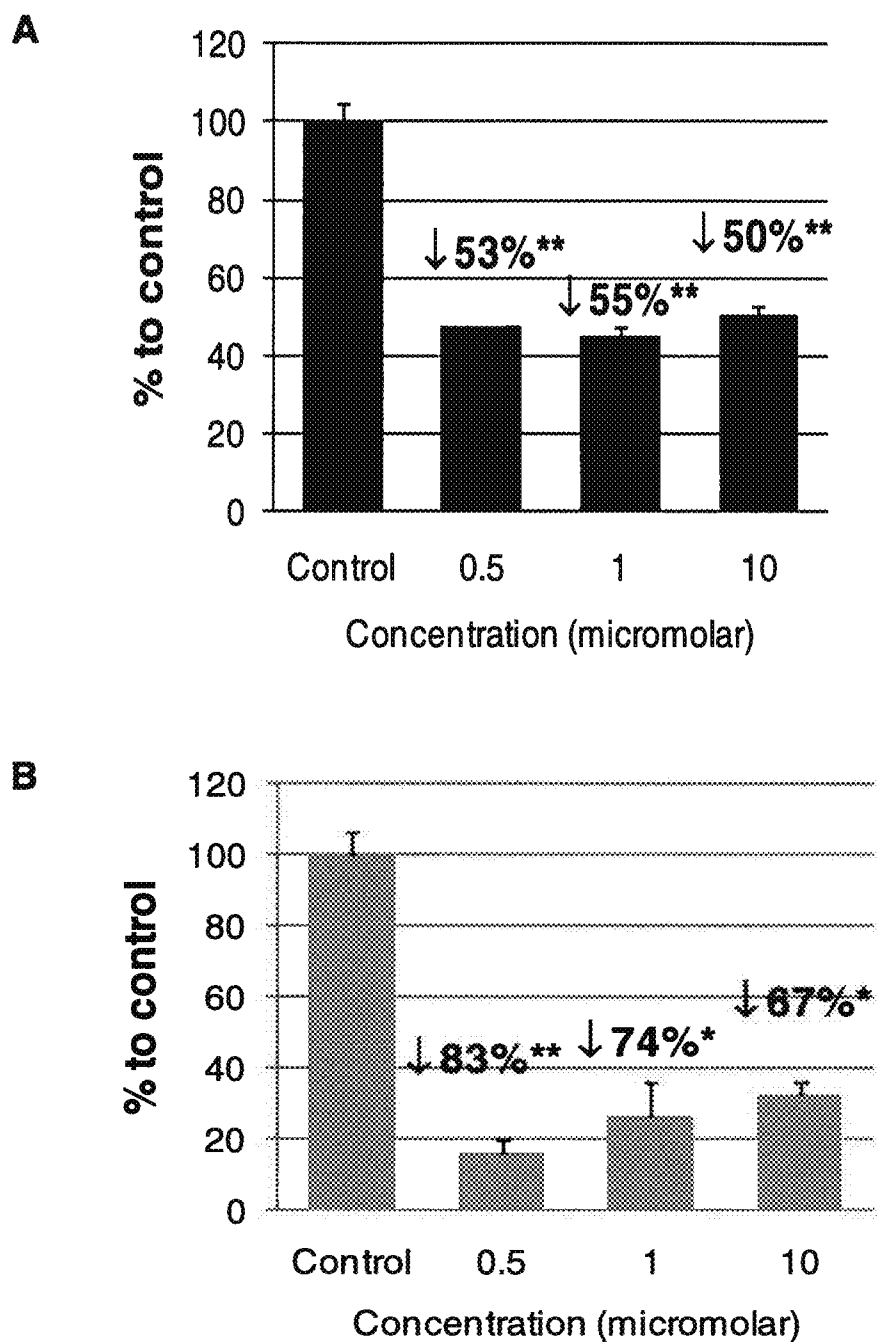 A
% to control
120
100
80
60
40
20
0
↓ 53%**
↓ 55%**
↓ 50%**
Control 0.5 1 10
Concentration (micromolar)
B
% to control
120
100
80
60
40
20
0
↓ 83%**
↓ 74%*
↓ 67%*
Control 0.5 1 10
Concentration (micromolar)